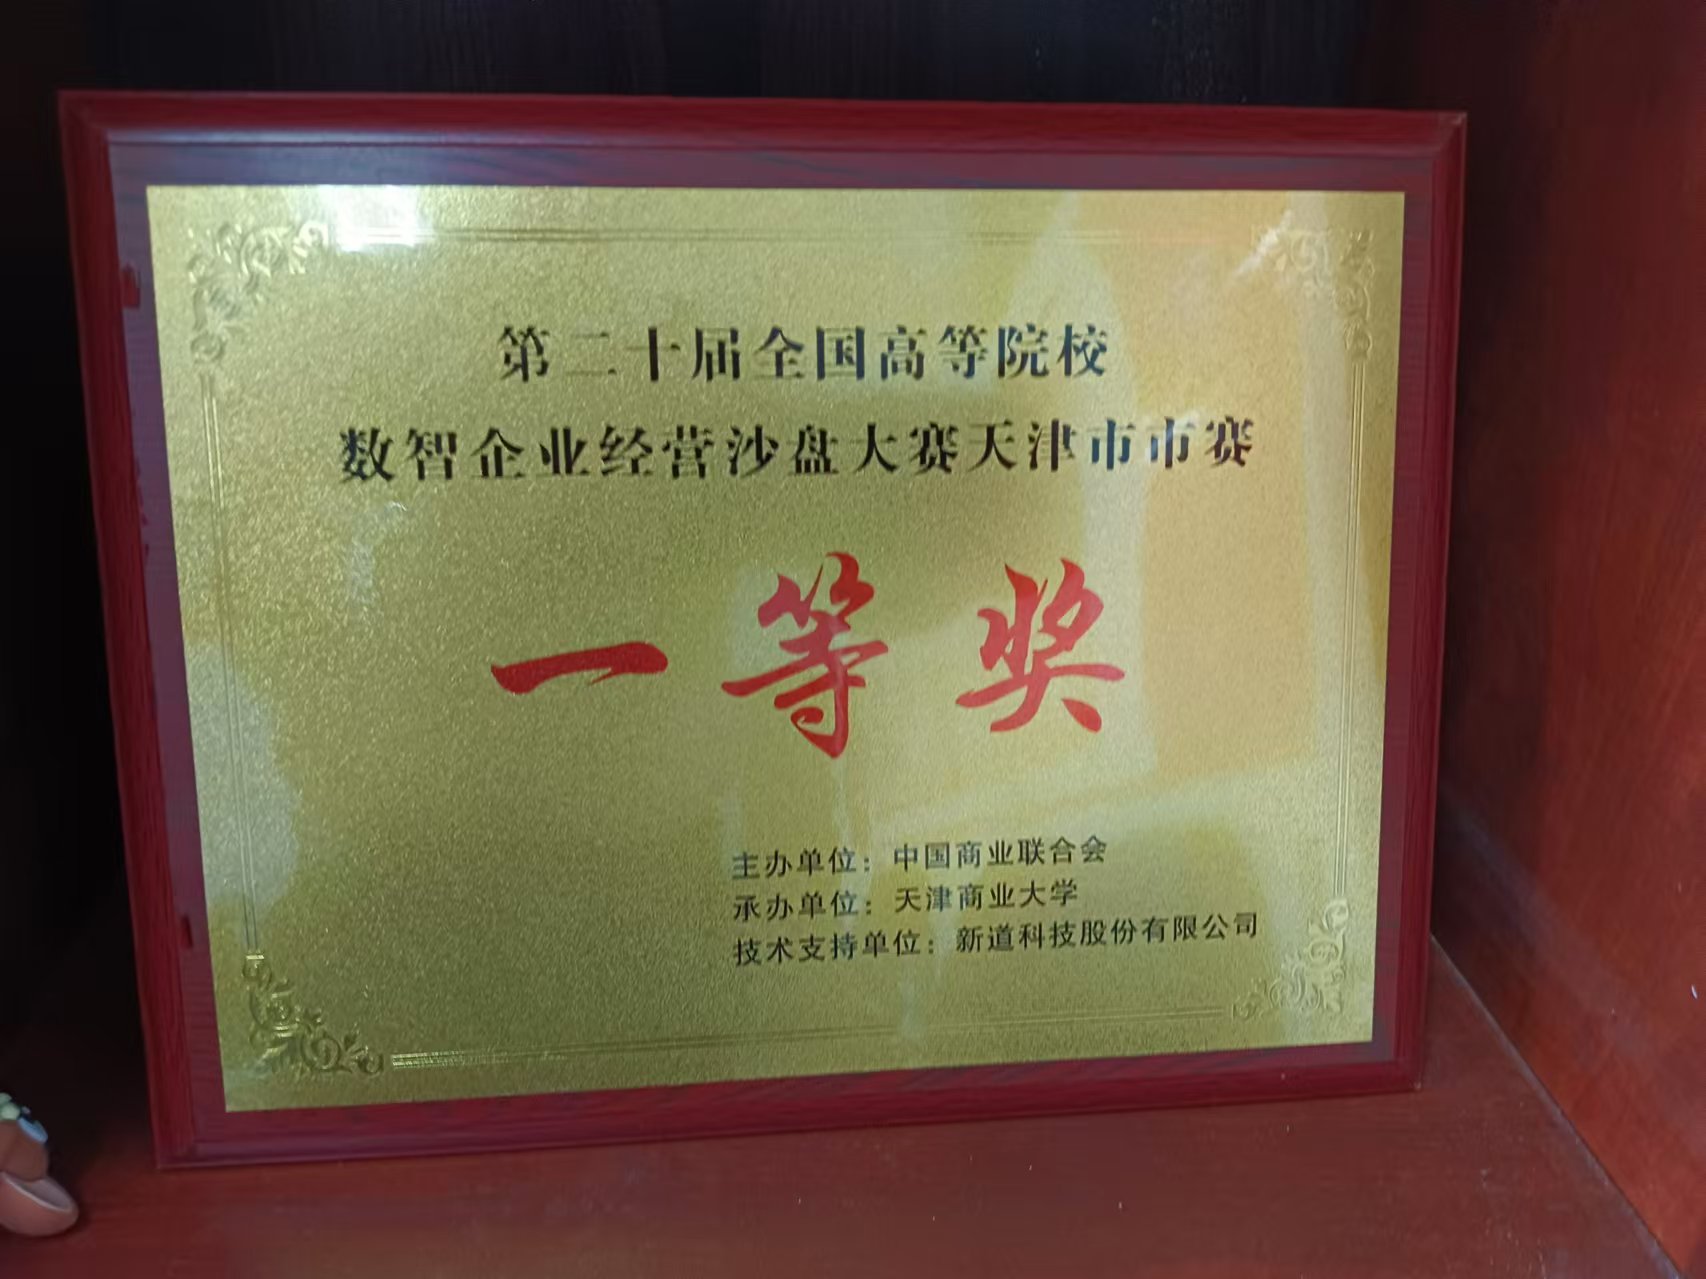 第二十届全国高等院校
数智企业经营沙盘大赛天津市市赛
一等奖
主办单位：中国商业联合会
承办单位：天津商业大学
技术支持单位：新道科技股份有限公司